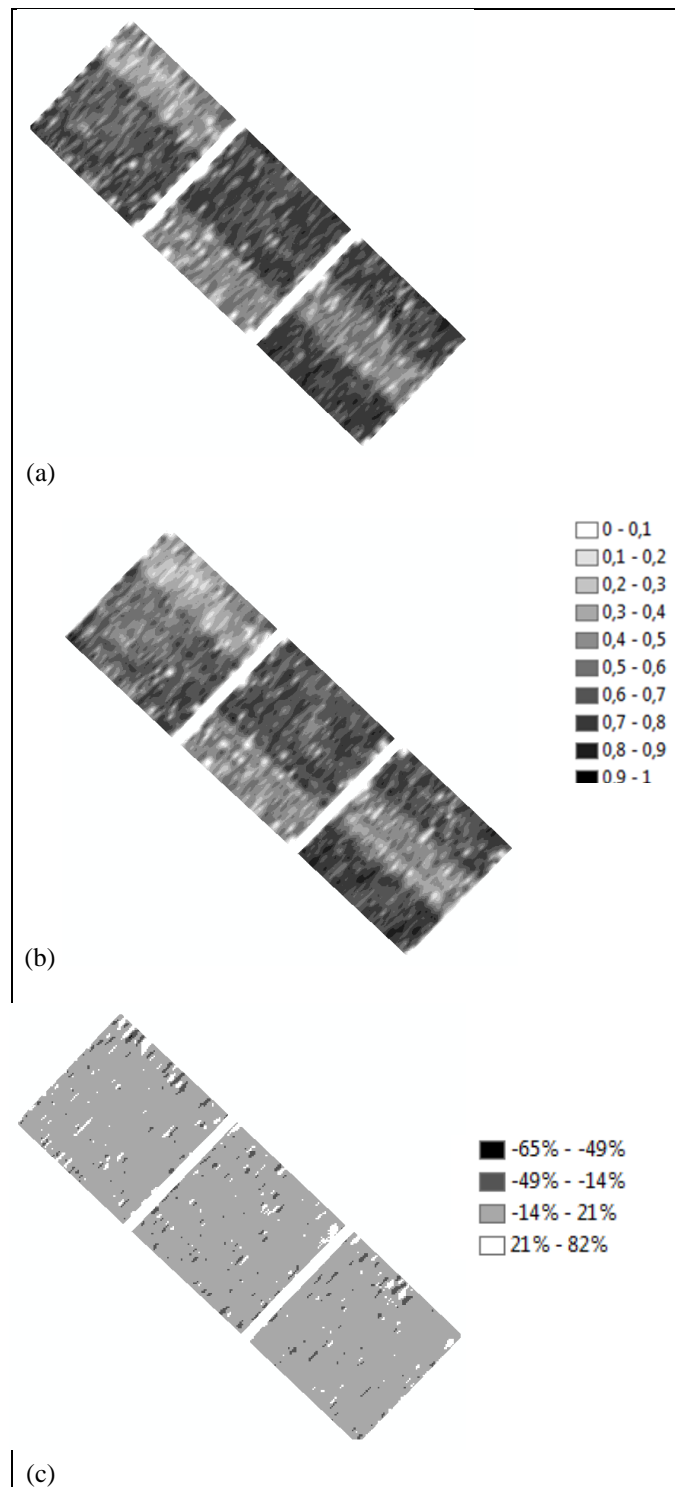 (a)
0 - 0,1
0,1 - 0,2
0,2 - 0,3
0,3 - 0,4
0,4 - 0,5
0,5 - 0,6
0,6 - 0,7
0,7 - 0,8
0,8 - 0,9
0,9 - 1
(b)
-65% - -49%
-49% - -14%
-14% - 21%
21% - 82%
(c)